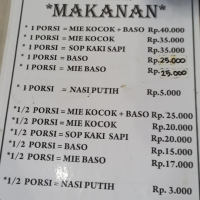 *MAKANAN*
* 1 PORSI = MIE KOCOK + BASO Rp.40.000
* 1 PORSI = MIE KOCOK Rp.35.000
* 1 PORSI = SOP KAKI SAPI Rp.35.000
* 1 PORSI = BASO Rp.25.000
* 1 PORSI = MIE BASO Rp.25.000
* 1 PORSI = NASI PUTIH Rp.5.000
*1/2 PORSI = MIE KOCOK + BASO Rp.25.000
*1/2 PORSI = MIE KOCOK Rp.20.000
*1/2 PORSI = SOP KAKI SAPI Rp.20.000
*1/2 PORSI = BASO Rp.15.000
*1/2 PORSI = MIE BASO Rp.17.000
*1/2 PORSI = NASI PUTIH Rp.3.000